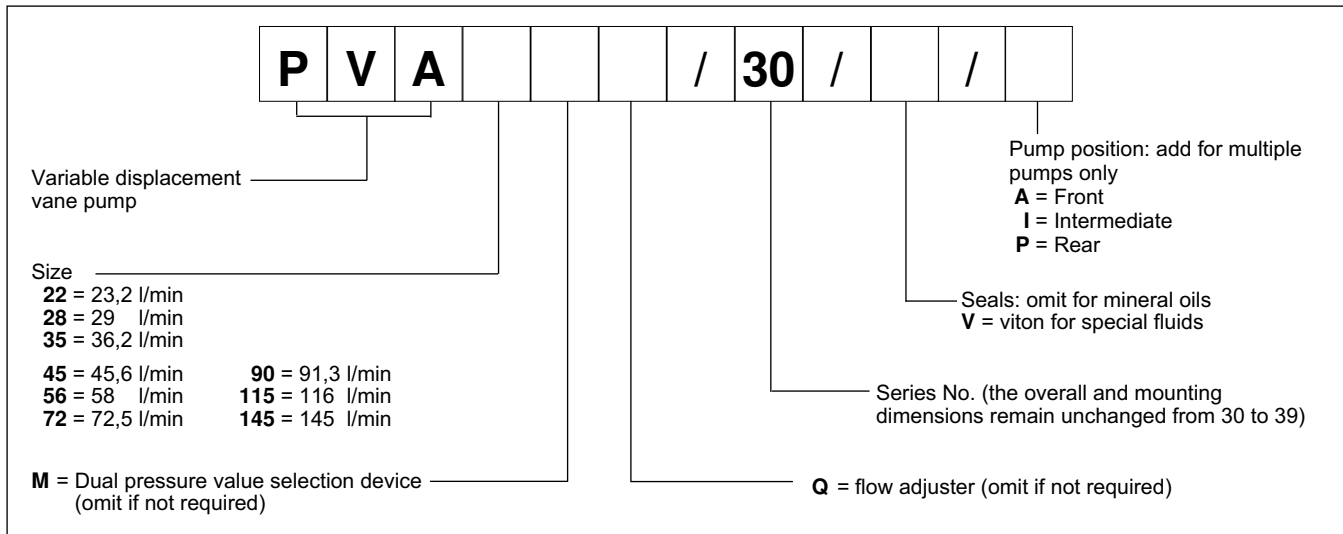 P V A / 30 / /
Variable displacement
vane pump
Pump position: add for multiple
pumps only
A = Front
I = Intermediate
P = Rear
Size
22 = 23,2 l/min
28 = 29 l/min
35 = 36,2 l/min
45 = 45,6 l/min
56 = 58 l/min
72 = 72,5 l/min
90 = 91,3 l/min
115 = 116 l/min
145 = 145 l/min
Seals: omit for mineral oils
V = viton for special fluids
Series No. (the overall and mounting
dimensions remain unchanged from 30 to 39)
M = Dual pressure value selection device
(omit if not required)
Q = flow adjuster (omit if not required)